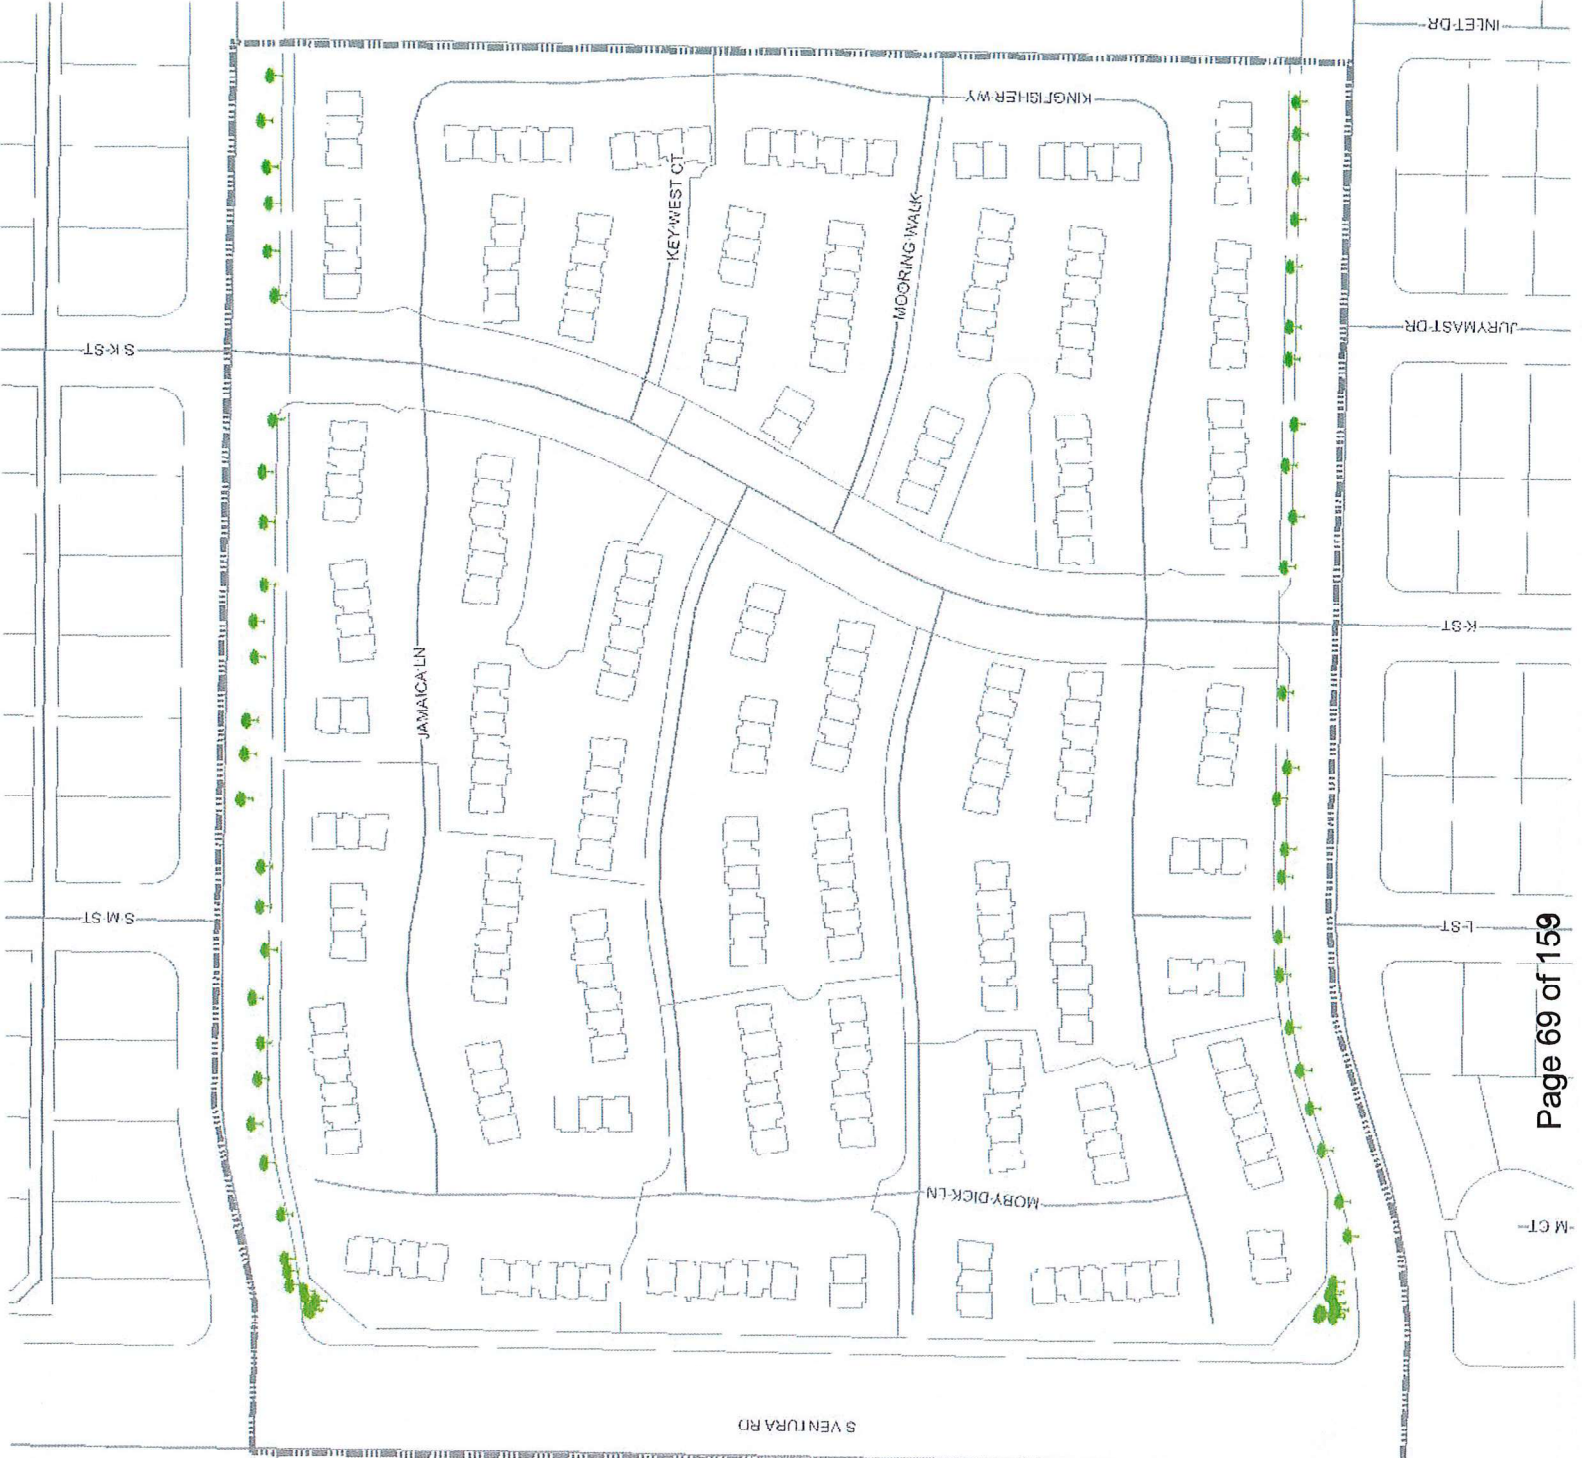 INLET DR
KINGFISHER WY
KEY WEST CT
MOORING WALK
JURYMAST DR
S K ST
K ST
JAMAICA LN
S M ST
L ST
Page 69 of 159
MOBY DICK LN
M CT
S VENTURA RD